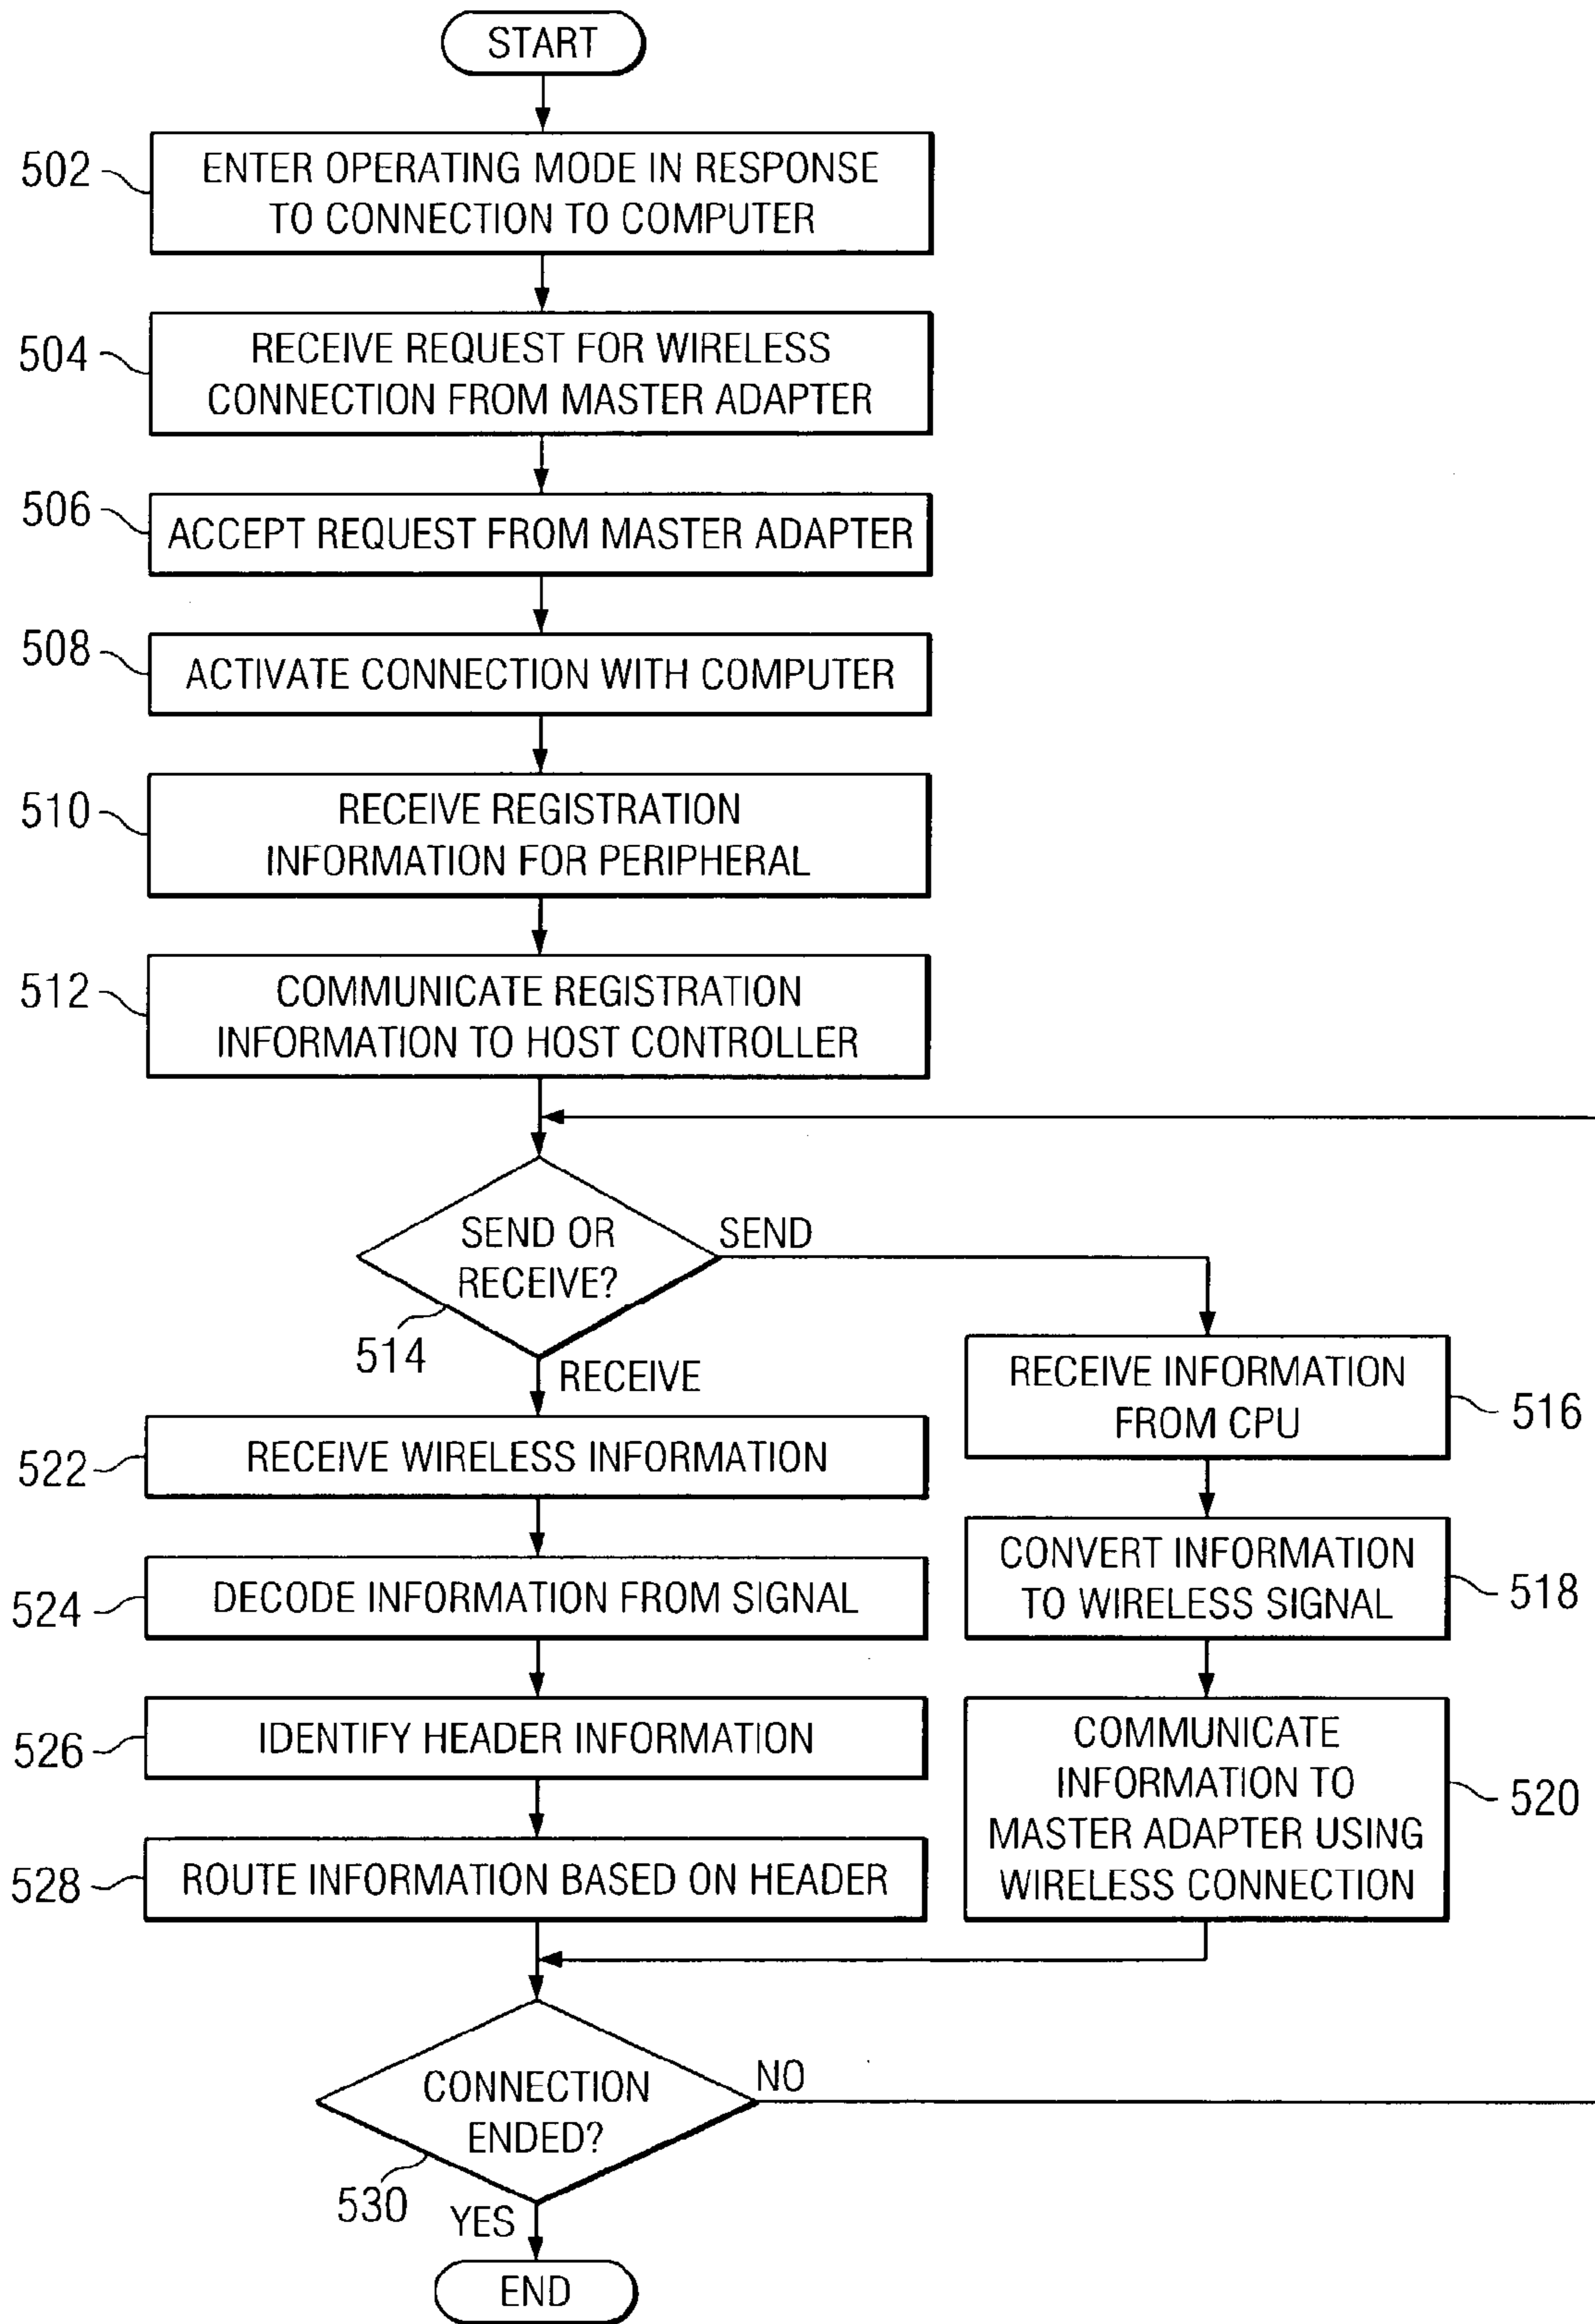 START
502
ENTER OPERATING MODE IN RESPONSE
TO CONNECTION TO COMPUTER
504
RECEIVE REQUEST FOR WIRELESS
CONNECTION FROM MASTER ADAPTER
506
ACCEPT REQUEST FROM MASTER ADAPTER
508
ACTIVATE CONNECTION WITH COMPUTER
510
RECEIVE REGISTRATION
INFORMATION FOR PERIPHERAL
512
COMMUNICATE REGISTRATION
INFORMATION TO HOST CONTROLLER
SEND OR
RECEIVE?
SEND
514
RECEIVE
RECEIVE INFORMATION
FROM CPU
516
CONVERT INFORMATION
TO WIRELESS SIGNAL
518
COMMUNICATE
INFORMATION TO
MASTER ADAPTER USING
WIRELESS CONNECTION
520
522
RECEIVE WIRELESS INFORMATION
524
DECODE INFORMATION FROM SIGNAL
526
IDENTIFY HEADER INFORMATION
528
ROUTE INFORMATION BASED ON HEADER
CONNECTION
ENDED?
NO
530
YES
END